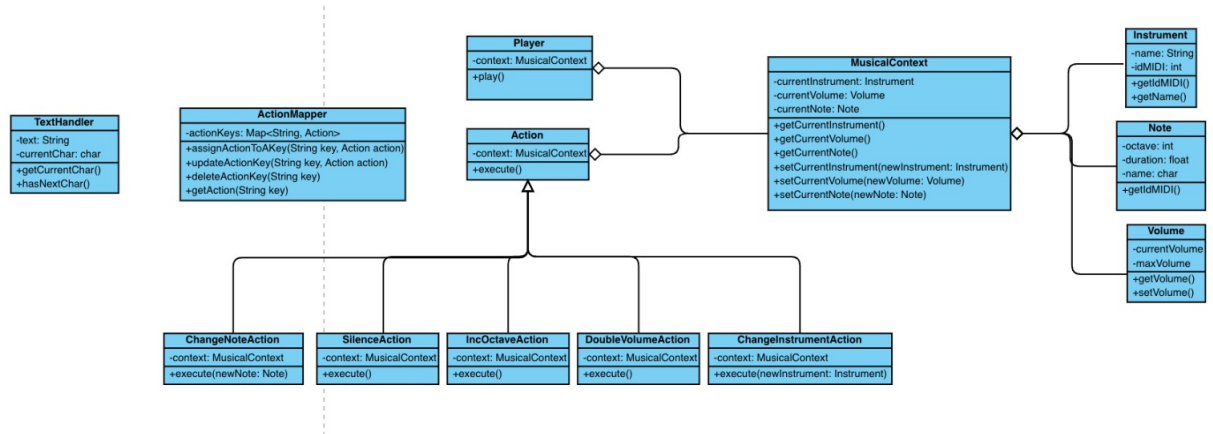 TextHandler
-text: String
-currentChar: char
+getCurrentChar()
+hasNextChar()
ActionMapper
-actionKeys: Map<String, Action>
+assignActionToAKey(String key, Action action)
+updateActionKey(String key, Action action)
+deleteActionKey(String key)
+getAction(String key)
Player
-context: MusicalContext
+play()
Action
-context: MusicalContext
+execute()
MusicalContext
-currentInstrument: Instrument
-currentVolume: Volume
-currentNote: Note
+getCurrentInstrument()
+getCurrentVolume()
+getCurrentNote()
+setCurrentInstrument(newInstrument: Instrument)
+setCurrentVolume(newVolume: Volume)
+setCurrentNote(newNote: Note)
Instrument
-name: String
-idMIDI: int
+getIdMIDI()
+getName()
Note
-octave: int
-duration: float
-name: char
+getIdMIDI()
Volume
-currentVolume
-maxVolume
+getVolume()
+setVolume()
ChangeNoteAction
-context: MusicalContext
+execute(newNote: Note)
SilenceAction
-context: MusicalContext
+execute()
IncOctaveAction
-context: MusicalContext
+execute()
DoubleVolumeAction
-context: MusicalContext
+execute()
ChangeInstrumentAction
-context: MusicalContext
+execute(newInstrument: Instrument)